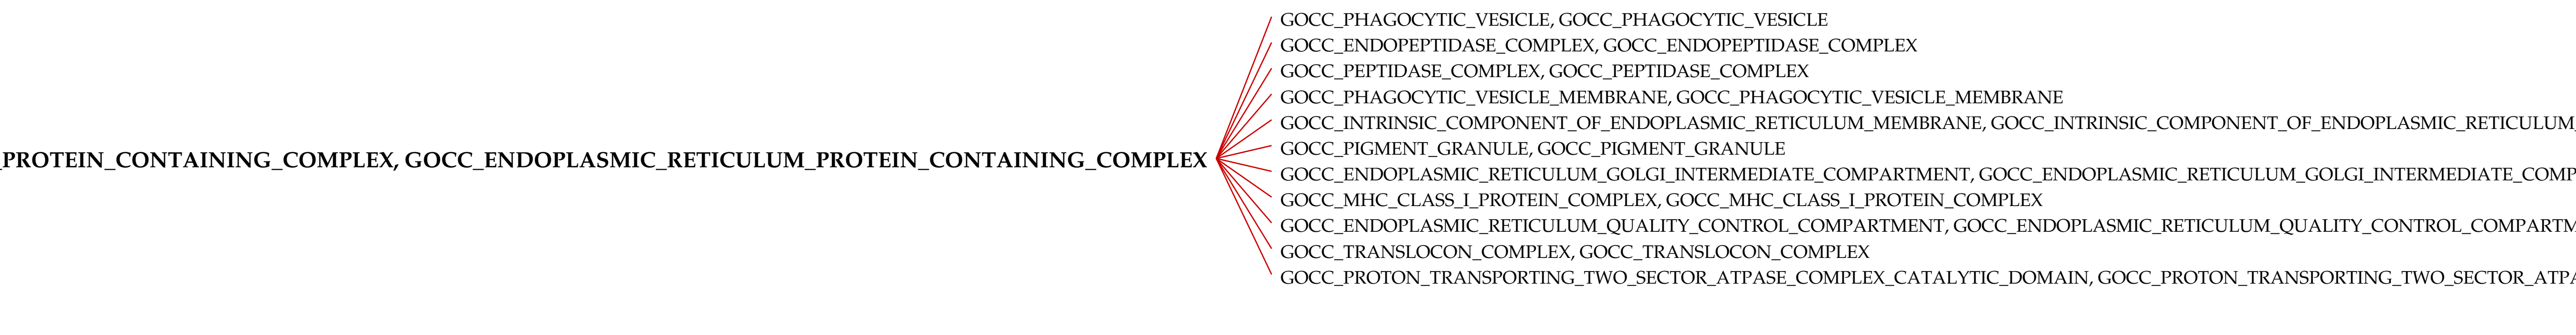 GOCC_PHAGOCYTIC_VESICLE, GOCC_PHAGOCYTIC_VESICLE
GOCC_ENDOPEPTIDASE_COMPLEX, GOCC_ENDOPEPTIDASE_COMPLEX
GOCC_PEPTIDASE_COMPLEX, GOCC_PEPTIDASE_COMPLEX
GOCC_PHAGOCYTIC_VESICLE_MEMBRANE, GOCC_PHAGOCYTIC_VESICLE_MEMBRANE
GOCC_INTRINSIC_COMPONENT_OF_ENDOPLASMIC_RETICULUM_MEMBRANE, GOCC_INTRINSIC_COMPONENT_OF_ENDOPLASMIC_RETICULUM_
GOCC_PIGMENT_GRANULE, GOCC_PIGMENT_GRANULE
_PROTEIN_CONTAINING_COMPLEX, GOCC_ENDOPLASMIC_RETICULUM_PROTEIN_CONTAINING_COMPLEX
GOCC_ENDOPLASMIC_RETICULUM_GOLGI_INTERMEDIATE_COMPARTMENT, GOCC_ENDOPLASMIC_RETICULUM_GOLGI_INTERMEDIATE_COMP
GOCC_MHC_CLASS_I_PROTEIN_COMPLEX, GOCC_MHC_CLASS_I_PROTEIN_COMPLEX
GOCC_ENDOPLASMIC_RETICULUM_QUALITY_CONTROL_COMPARTMENT, GOCC_ENDOPLASMIC_RETICULUM_QUALITY_CONTROL_COMPARTM
GOCC_TRANSLOCON_COMPLEX, GOCC_TRANSLOCON_COMPLEX
GOCC_PROTON_TRANSPORTING_TWO_SECTOR_ATPASE_COMPLEX_CATALYTIC_DOMAIN, GOCC_PROTON_TRANSPORTING_TWO_SECTOR_ATPA